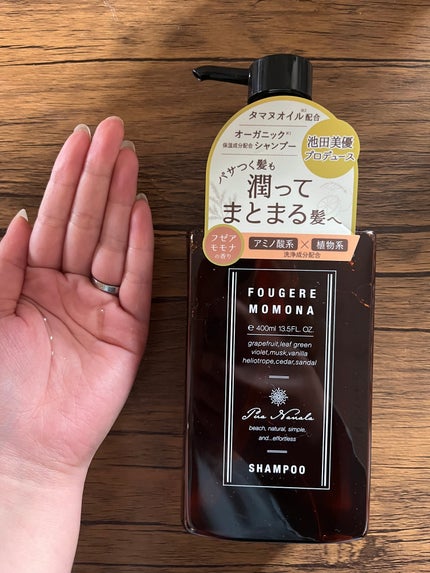 タマヌオイル※1配合
オーガニック※1
保湿成分配合 シャンプー
池田美優
プロデュース
パサつく髪も
潤って
まとまる髪へ
フゼア
モモナ
の香り
アミノ酸系 × 植物系
洗浄成分配合
FOUGERE
MOMONA
℮ 400ml 13.5FL. OZ.
grapefruit,leaf green
violet,musk,vanilla
heliotrope,cedar,sandal
Pua Nanala
beach, natural, simple,
and...effortless
SHAMPOO